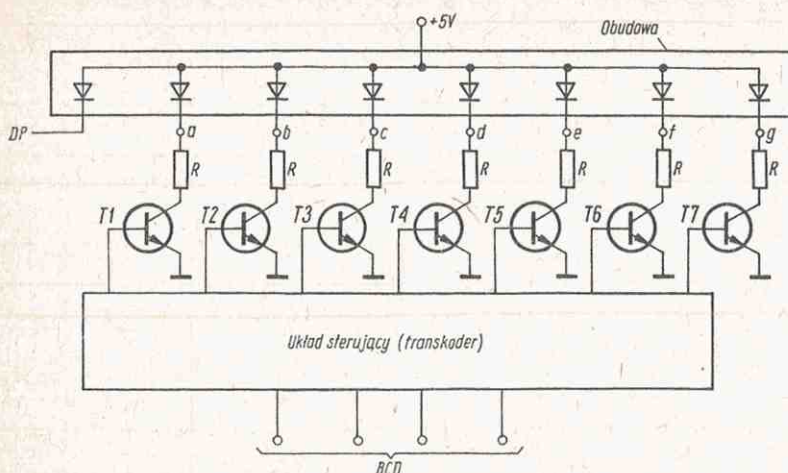 +5V
Obudowa
DP a b c d e f g
R R R R R R R
T1 T2 T3 T4 T5 T6 T7
Układ sterujący (transkoder)
BCD